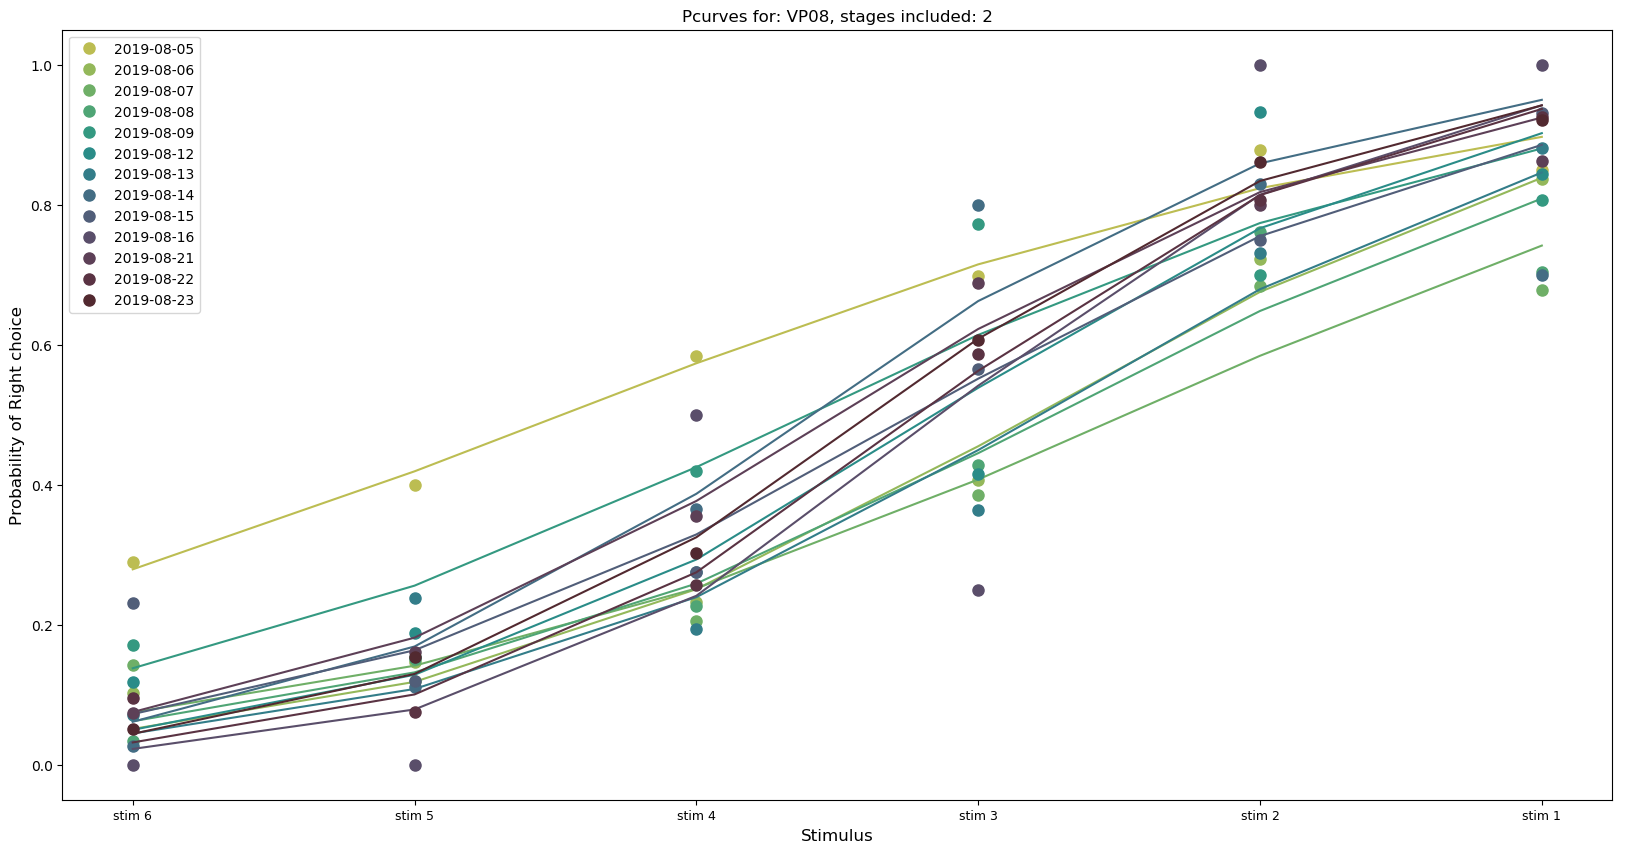 Pcurves for: VP08, stages included: 2
2019-08-05
2019-08-06
2019-08-07
2019-08-08
2019-08-09
2019-08-12
2019-08-13
2019-08-14
2019-08-15
2019-08-16
2019-08-21
2019-08-22
2019-08-23
Probability of Right choice
1.0
0.8
0.6
0.4
0.2
0.0
stim 6
stim 5
stim 4
stim 3
stim 2
stim 1
Stimulus